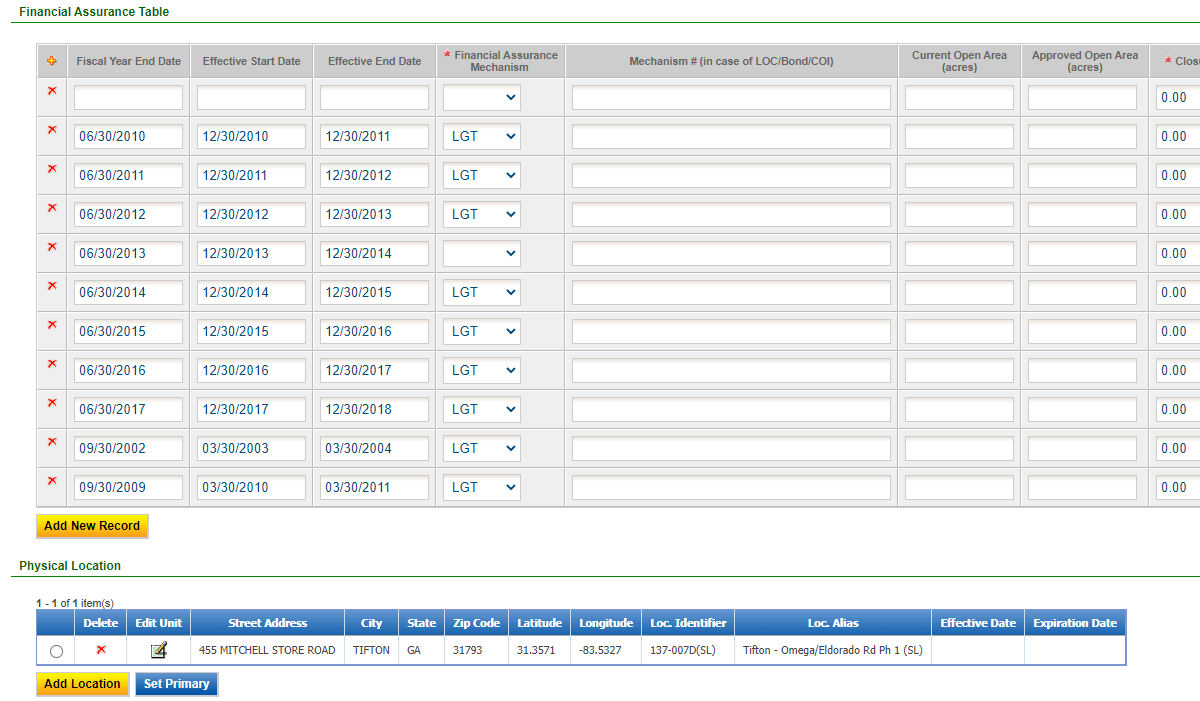 Financial Assurance Table
Fiscal Year End Date Effective Start Date Effective End Date * Financial Assurance Mechanism Mechanism # (in case of LOC/Bond/COI) Current Open Area (acres) Approved Open Area (acres) * Closu
0.00
06/30/2010 12/30/2010 12/30/2011 LGT 0.00
06/30/2011 12/30/2011 12/30/2012 LGT 0.00
06/30/2012 12/30/2012 12/30/2013 LGT 0.00
06/30/2013 12/30/2013 12/30/2014 0.00
06/30/2014 12/30/2014 12/30/2015 LGT 0.00
06/30/2015 12/30/2015 12/30/2016 LGT 0.00
06/30/2016 12/30/2016 12/30/2017 LGT 0.00
06/30/2017 12/30/2017 12/30/2018 LGT 0.00
09/30/2002 03/30/2003 03/30/2004 LGT 0.00
09/30/2009 03/30/2010 03/30/2011 LGT 0.00
Add New Record
Physical Location
1 - 1 of 1 item(s)
Delete Edit Unit Street Address City State Zip Code Latitude Longitude Loc. Identifier Loc. Alias Effective Date Expiration Date
455 MITCHELL STORE ROAD TIFTON GA 31793 31.3571 -83.5327 137-007D(SL) Tifton - Omega/Eldorado Rd Ph 1 (SL)
Add Location Set Primary